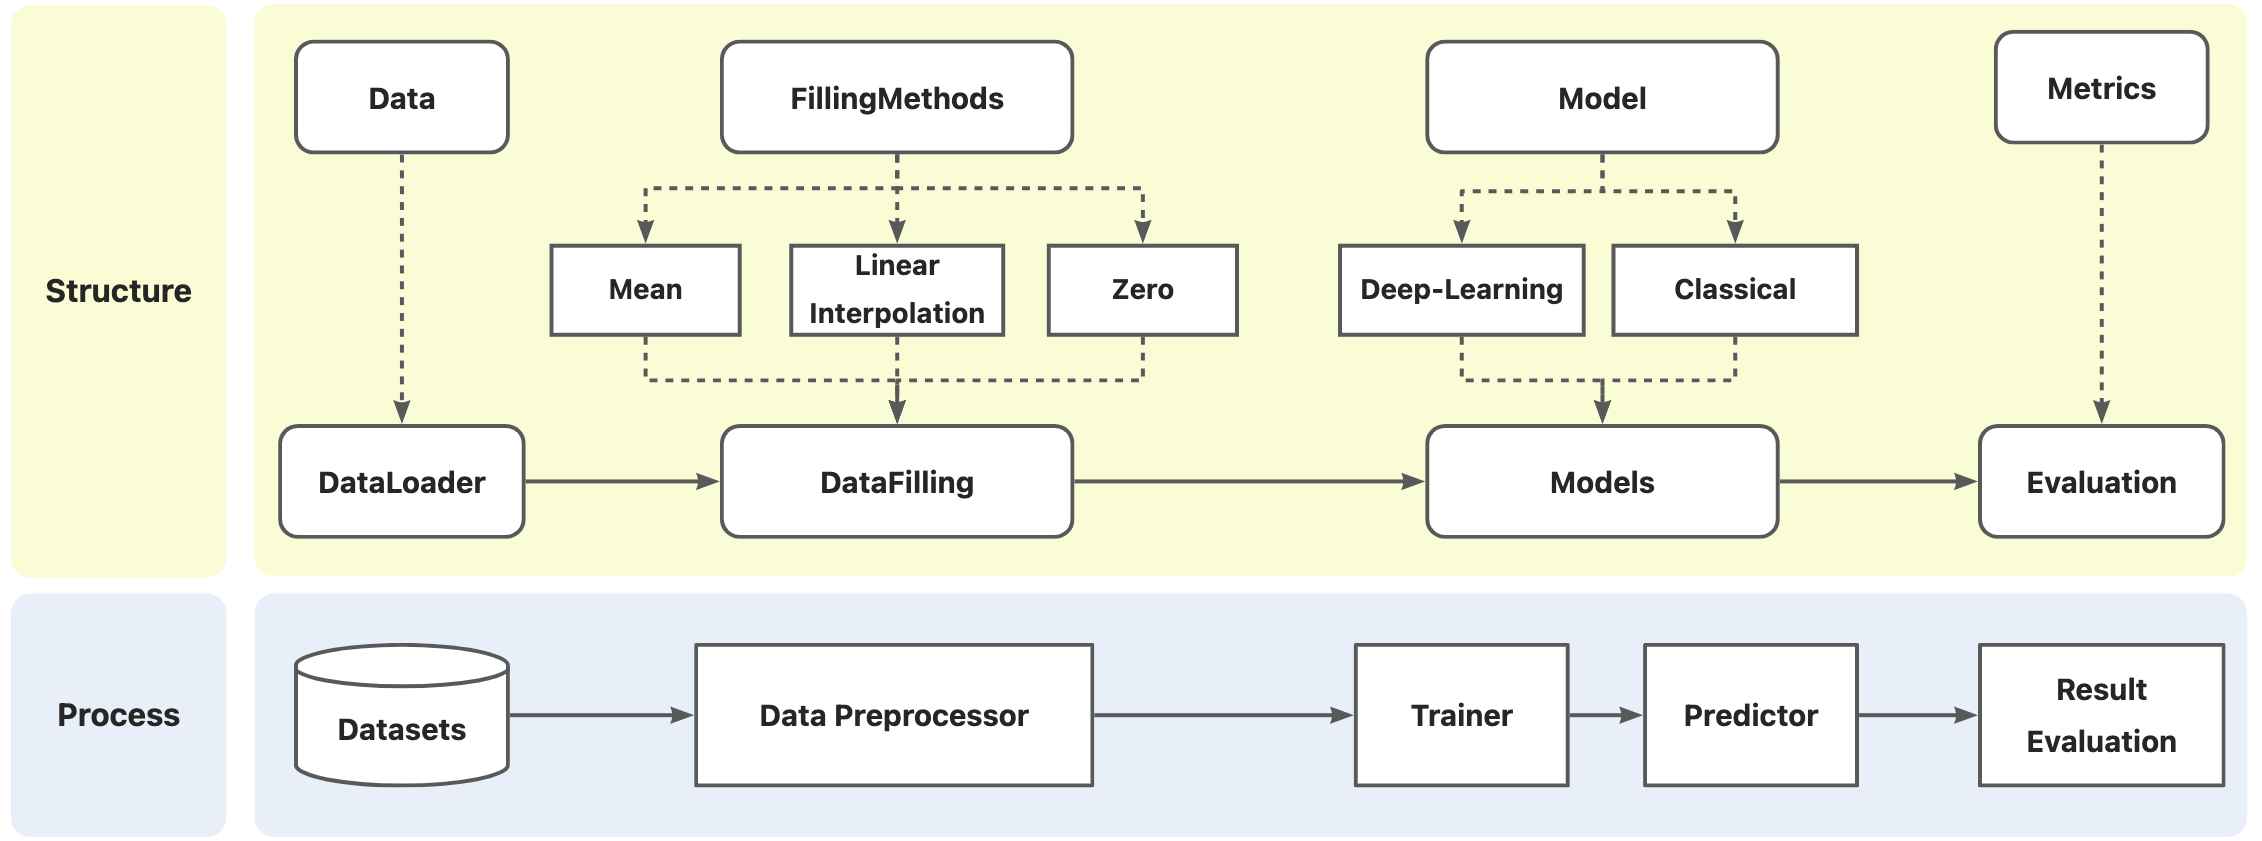 Structure
Data
FillingMethods
Model
Metrics
Mean
Linear
Interpolation
Zero
Deep-Learning
Classical
DataLoader
DataFilling
Models
Evaluation
Process
Datasets
Data Preprocessor
Trainer
Predictor
Result
Evaluation